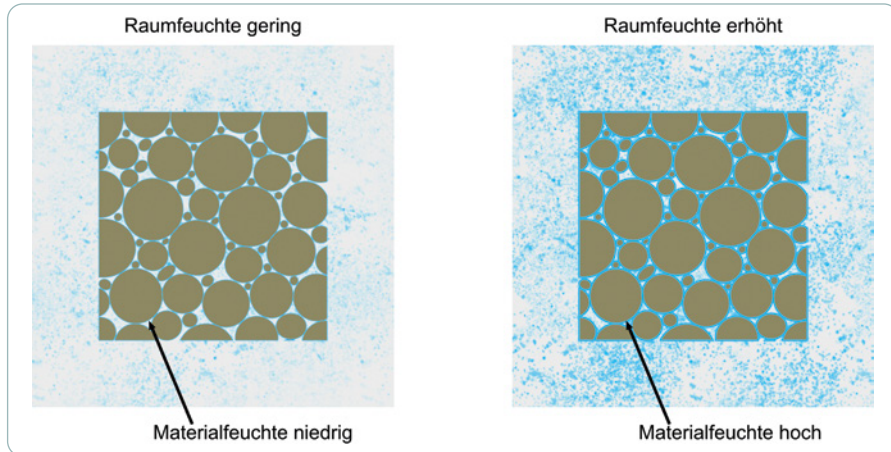 Raumfeuchte gering
Raumfeuchte erhöht
Materialfeuchte niedrig
Materialfeuchte hoch